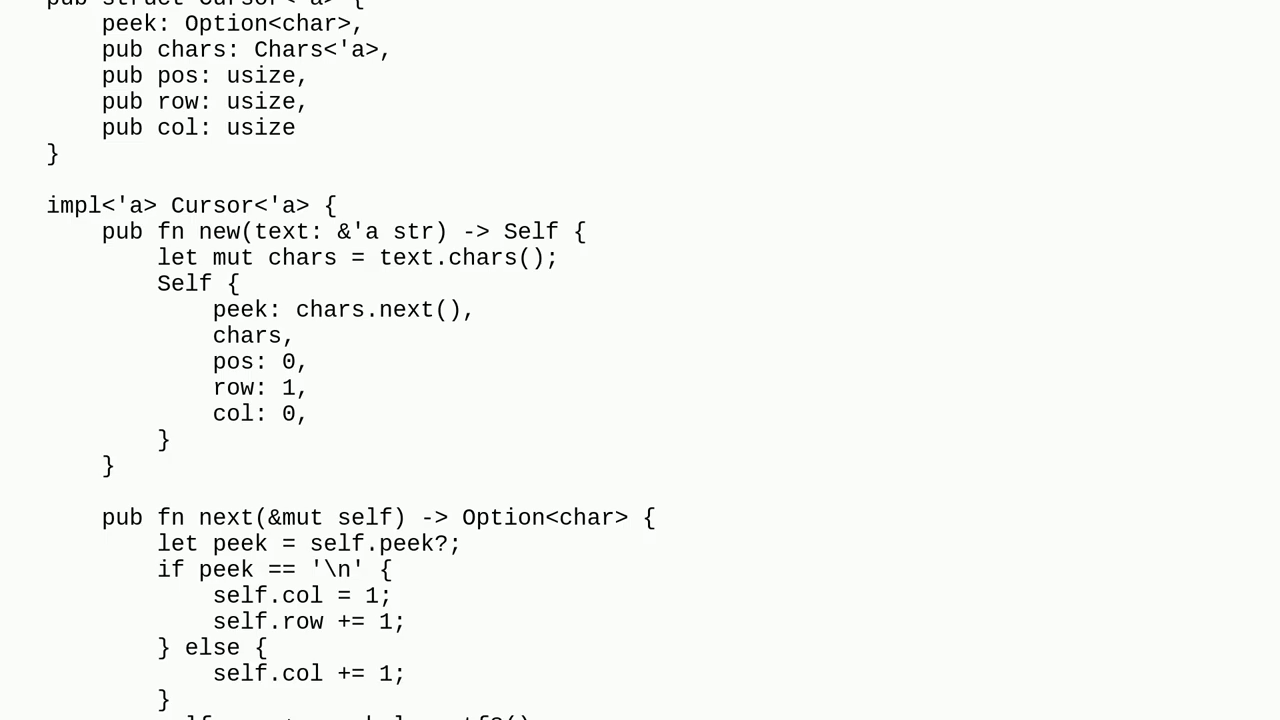 pub struct Cursor<'a> {
    peek: Option<char>,
    pub chars: Chars<'a>,
    pub pos: usize,
    pub row: usize,
    pub col: usize
}

impl<'a> Cursor<'a> {
    pub fn new(text: &'a str) -> Self {
        let mut chars = text.chars();
        Self {
            peek: chars.next(),
            chars,
            pos: 0,
            row: 1,
            col: 0,
        }
    }

    pub fn next(&mut self) -> Option<char> {
        let peek = self.peek?;
        if peek == '\n' {
            self.col = 1;
            self.row += 1;
        } else {
            self.col += 1;
        }